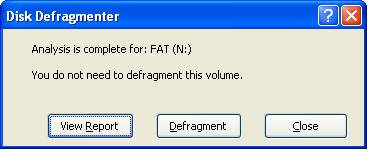 Disk Defragmenter
Analysis is complete for: FAT (N:)
You do not need to defragment this volume.
View Report Defragment Close